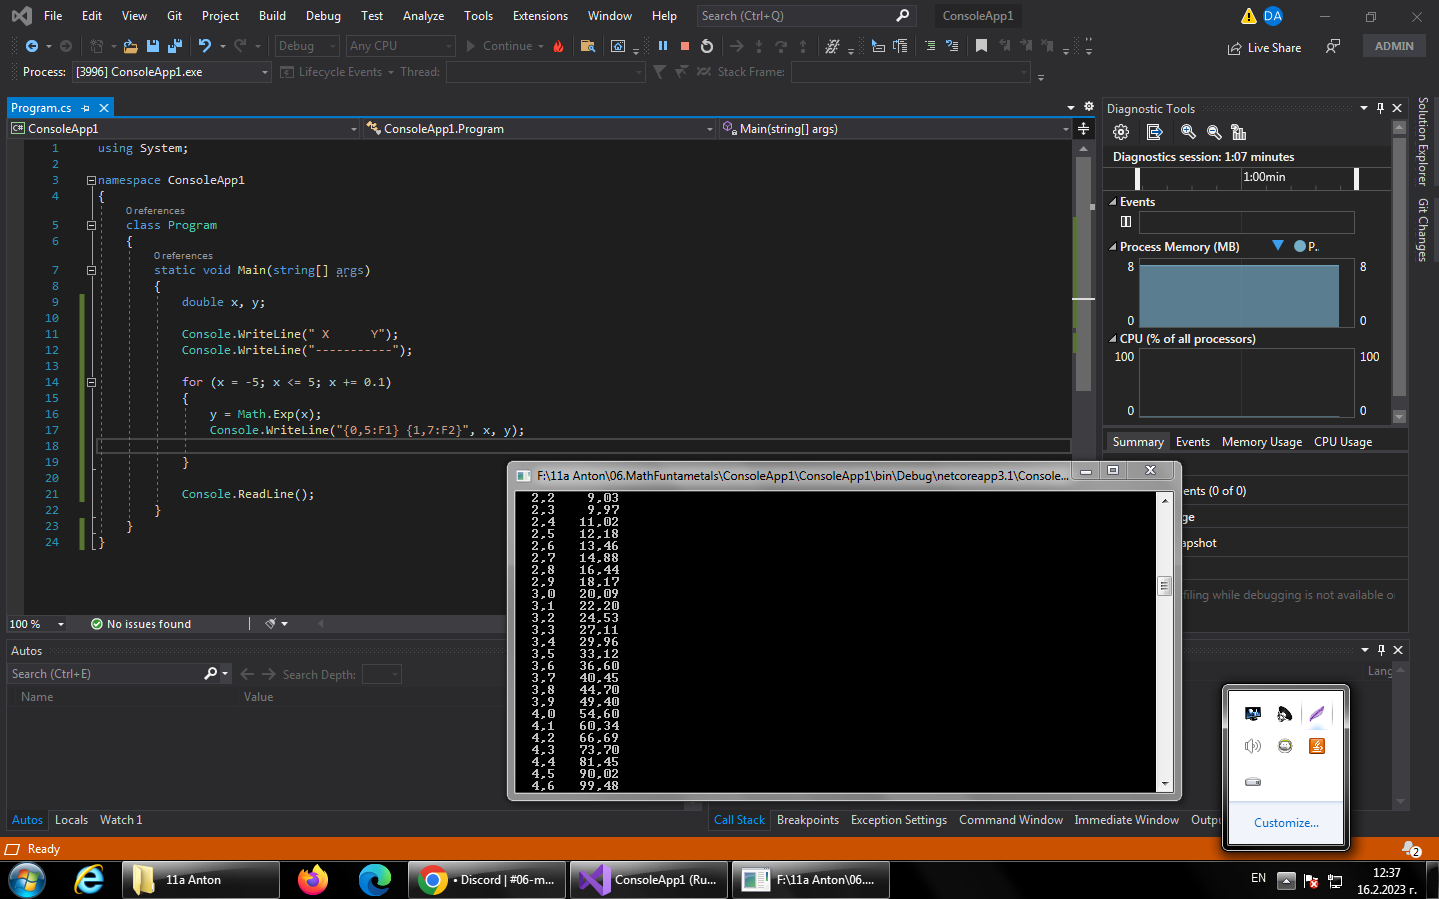 File Edit View Git Project Build Debug Test Analyze Tools Extensions Window Help Search (Ctrl+Q) ConsoleApp1 DA
Debug Any CPU Continue Live Share ADMIN
Process: [3996] ConsoleApp1.exe Lifecycle Events Thread: Stack Frame:
Program.cs
ConsoleApp1 ConsoleApp1.Program Main(string[] args)
1 using System;
2
3 namespace ConsoleApp1
4 {
0 references
5 class Program
6 {
0 references
7 static void Main(string[] args)
8 {
9 double x, y;
10
11 Console.WriteLine(" X      Y");
12 Console.WriteLine("-----------");
13
14 for (x = -5; x <= 5; x += 0.1)
15 {
16 y = Math.Exp(x);
17 Console.WriteLine("{0,5:F1} {1,7:F2}", x, y);
18
19 }
20
21 Console.ReadLine();
22 }
23 }
24 }
100 % No issues found
Diagnostic Tools
Diagnostics session: 1:07 minutes
1:00min
Events
Process Memory (MB) P..
8 8
0 0
CPU (% of all processors)
100 100
0 0
Summary Events Memory Usage CPU Usage
ents (0 of 0)
ge
apshot
filing while debugging is not available or
Solution Explorer
Git Changes
F:\11a Anton\06.MathFuntametals\ConsoleApp1\ConsoleApp1\bin\Debug\netcoreapp3.1\Console...
2,2 9,03
2,3 9,97
2,4 11,02
2,5 12,18
2,6 13,46
2,7 14,88
2,8 16,44
2,9 18,17
3,0 20,09
3,1 22,20
3,2 24,53
3,3 27,11
3,4 29,96
3,5 33,12
3,6 36,60
3,7 40,45
3,8 44,70
3,9 49,40
4,0 54,60
4,1 60,34
4,2 66,69
4,3 73,70
4,4 81,45
4,5 90,02
4,6 99,48
Autos
Search (Ctrl+E) Search Depth:
Name Value
Lang
Autos Locals Watch 1
Call Stack Breakpoints Exception Settings Command Window Immediate Window Outpu
Customize...
Ready 2
11a Anton • Discord | #06-m... ConsoleApp1 (Ru... F:\11a Anton\06....
EN 12:37
16.2.2023 г.